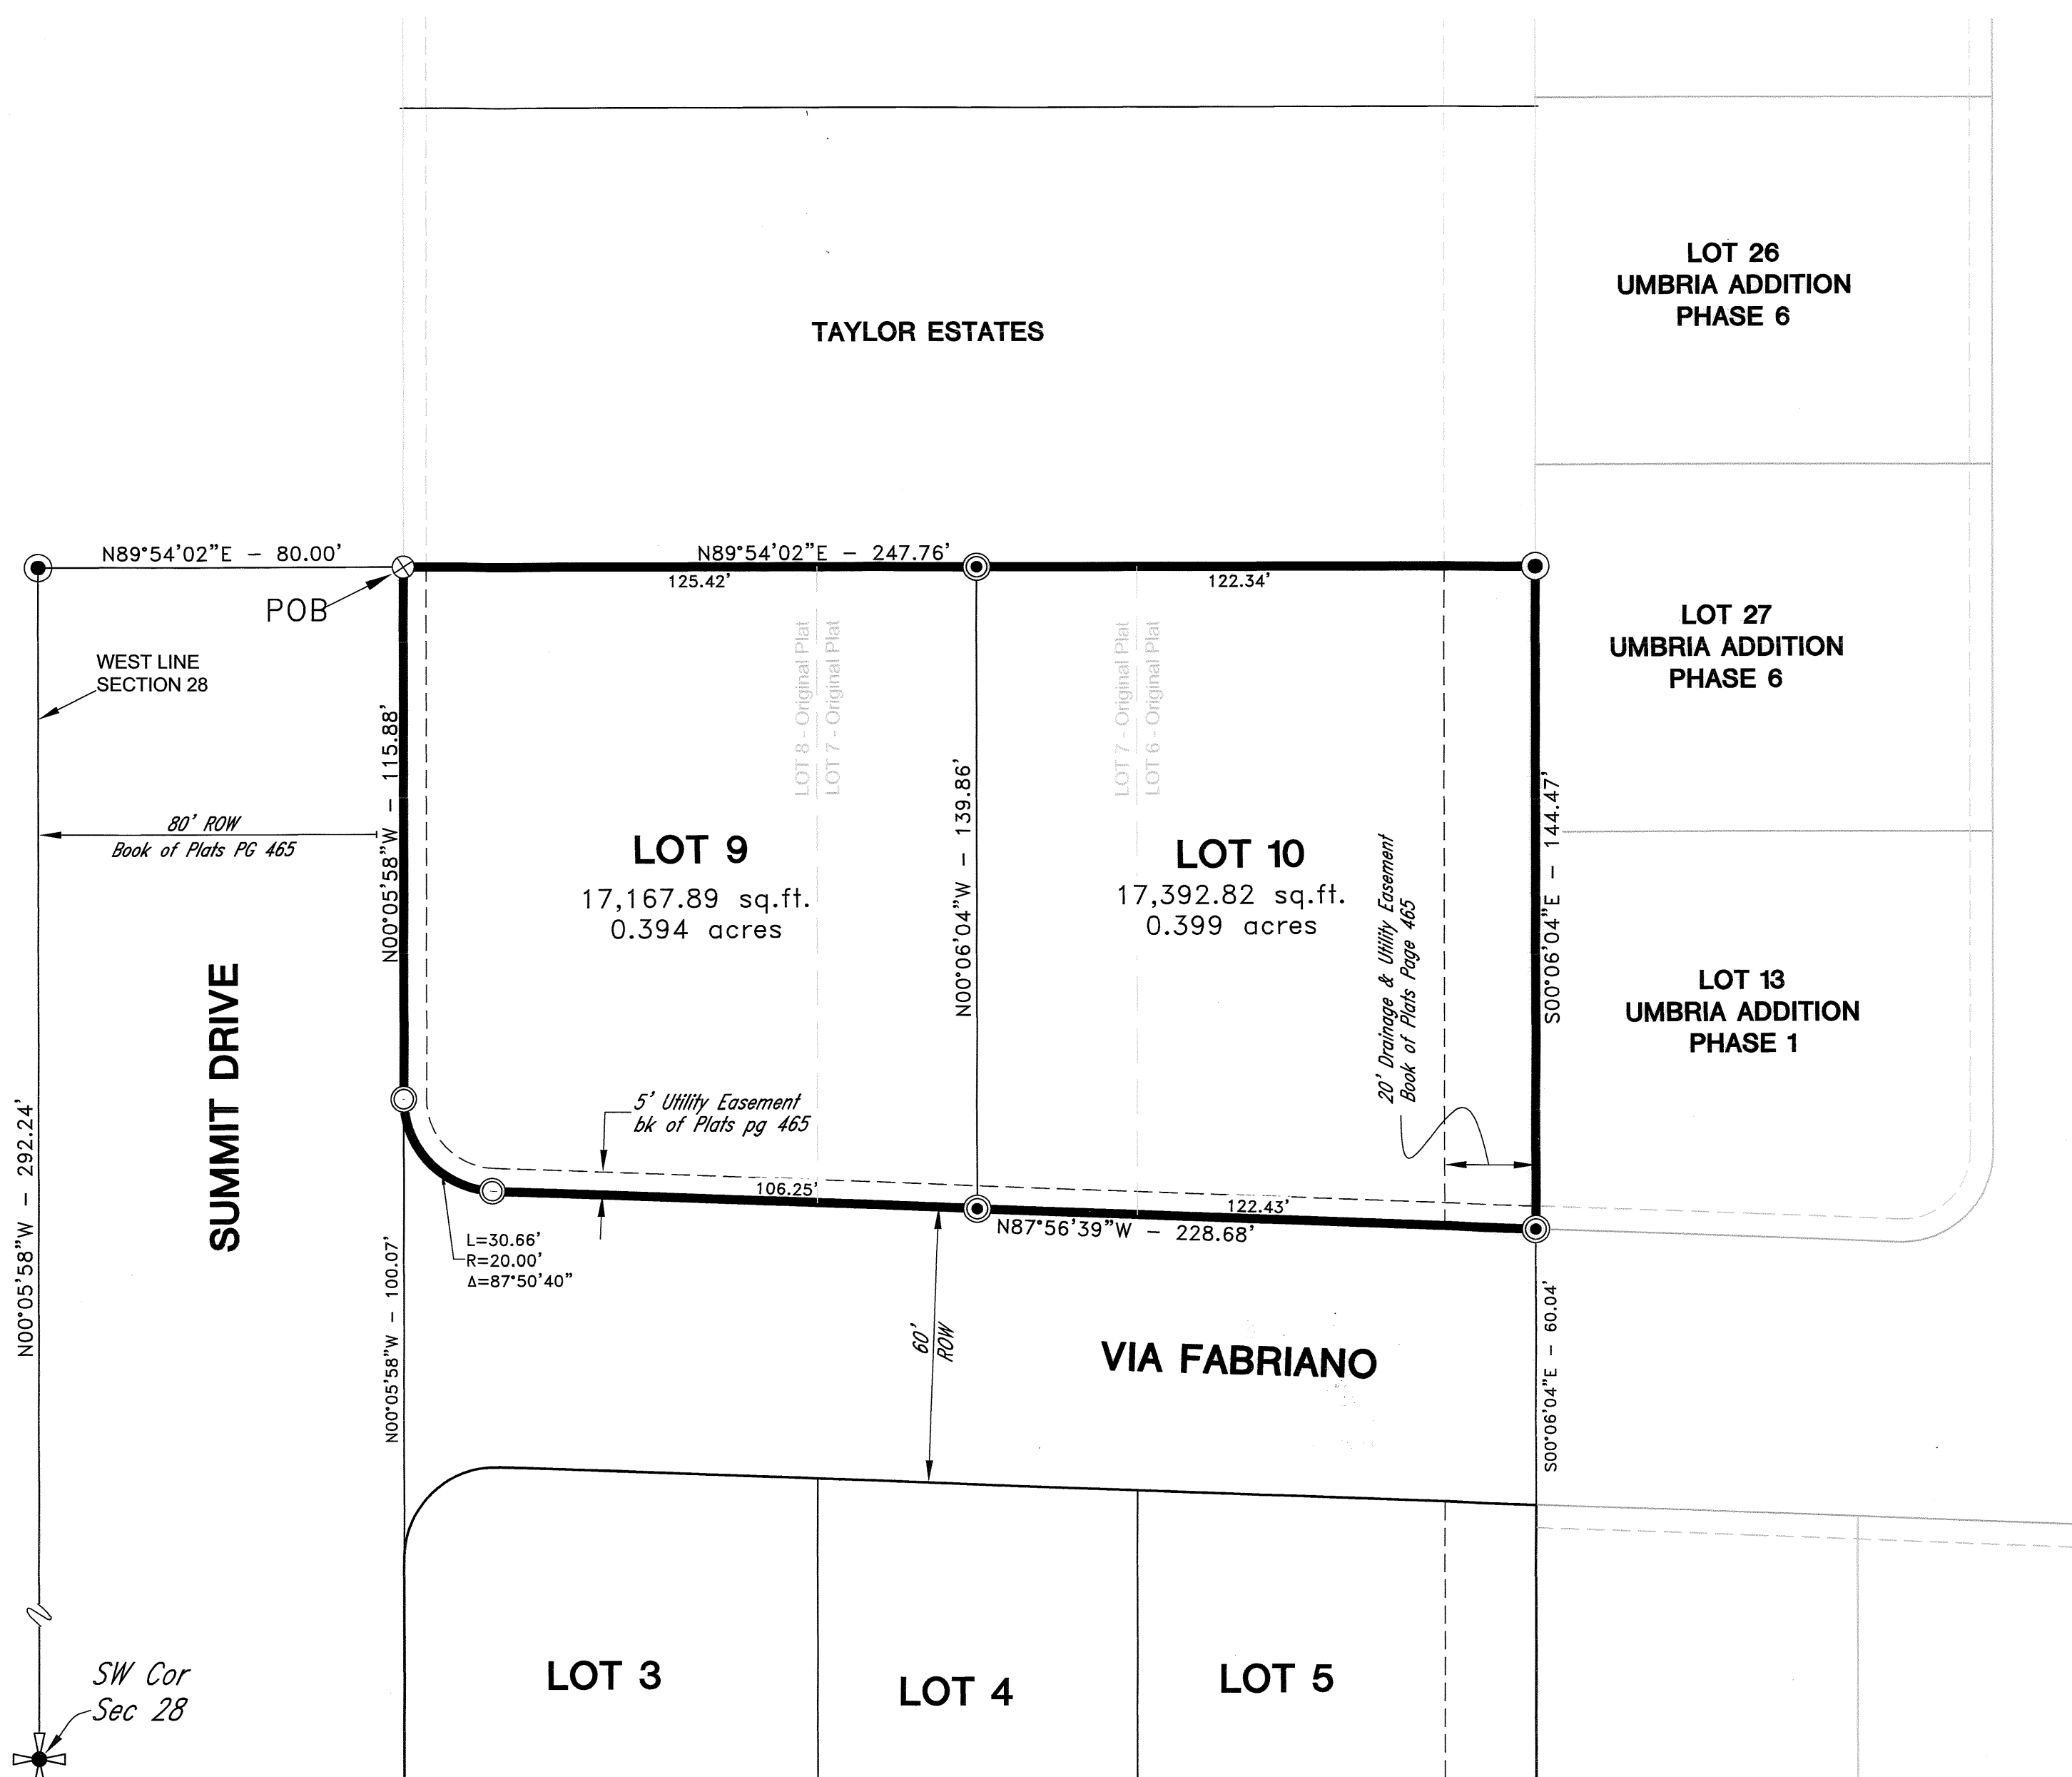 LOT 26
UMBRIA ADDITION
PHASE 6
TAYLOR ESTATES
N89°54'02"E - 80.00'
N89°54'02"E - 247.76'
125.42'
122.34'
POB
WEST LINE
SECTION 28
LOT 8 - Original Plat
LOT 7 - Original Plat
LOT 7 - Original Plat
LOT 6 - Original Plat
LOT 27
UMBRIA ADDITION
PHASE 6
N00°05'58"W - 115.88'
80' ROW
Book of Plats PG 465
N00°06'04"W - 139.86'
LOT 9
17,167.89 sq.ft.
0.394 acres
LOT 10
17,392.82 sq.ft.
0.399 acres
20' Drainage & Utility Easement
Book of Plats Page 465
S00°06'04"E - 144.47'
LOT 13
UMBRIA ADDITION
PHASE 1
SUMMIT DRIVE
5' Utility Easement
bk of Plats pg 465
N00°05'58"W - 292.24'
106.25'
122.43'
N87°56'39"W - 228.68'
L=30.66'
R=20.00'
Δ=87°50'40"
N00°05'58"W - 100.07'
60'
ROW
VIA FABRIANO
S00°06'04"E - 60.04'
SW Cor
Sec 28
LOT 3
LOT 4
LOT 5